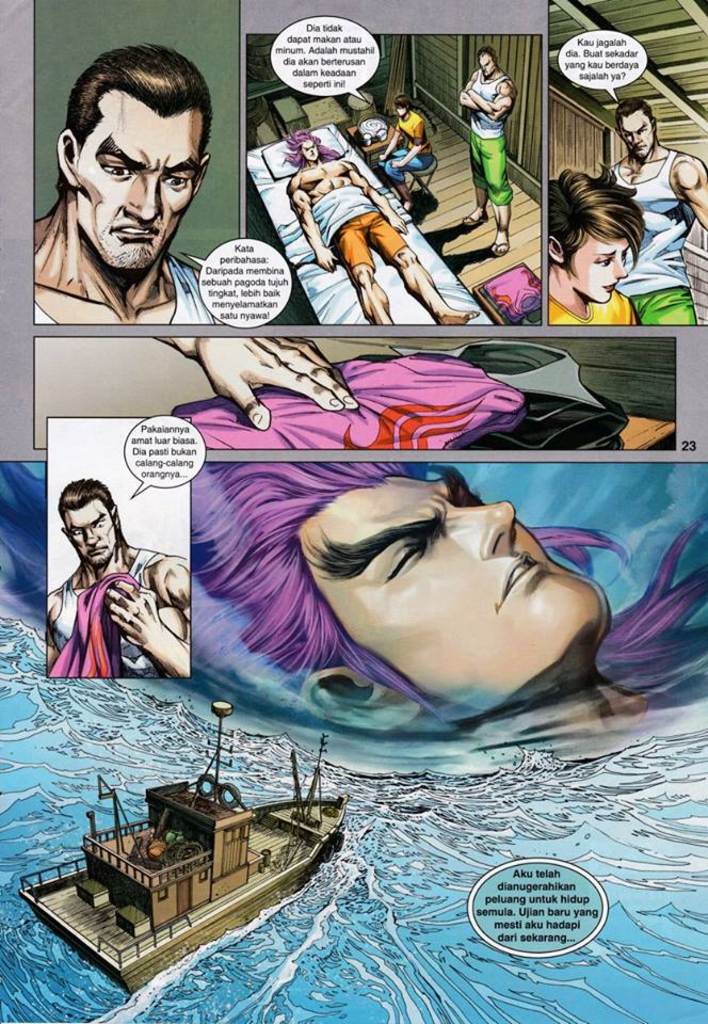 Kata
peribahasa:
Daripada membina
sebuah pagoda tujuh
tingkat, lebih baik
menyelamatkan
satu nyawa!
Dia tidak
dapat makan atau
minum. Adalah mustahil
dia akan berterusan
dalam keadaan
seperti ini!
Kau jagalah
dia. Buat sekadar
yang kau berdaya
sajalah ya?
23
Pakaiannya
amat luar biasa.
Dia pasti bukan
calang-calang
orangnya...
Aku telah
dianugerahikan
peluang untuk hidup
semula. Ujian baru yang
mesti aku hadapi
dari sekarang...